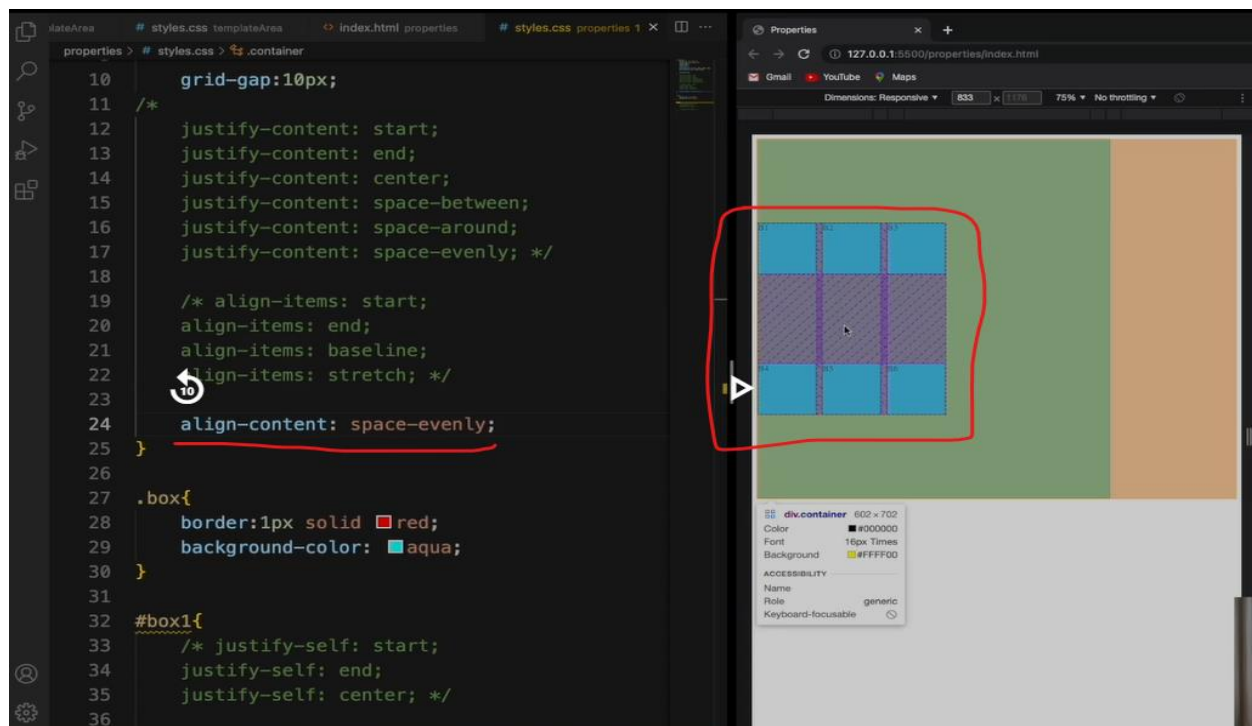 lateArea # styles.css templateArea <> index.html properties # styles.css properties 1
properties > # styles.css > .container
10 grid-gap:10px;
11 /*
12 justify-content: start;
13 justify-content: end;
14 justify-content: center;
15 justify-content: space-between;
16 justify-content: space-around;
17 justify-content: space-evenly; */
18
19 /* align-items: start;
20 align-items: end;
21 align-items: baseline;
22 align-items: stretch; */
10
23
24 align-content: space-evenly;
25 }
26
27 .box{
28 border:1px solid red;
29 background-color: aqua;
30 }
31
32 #box1{
33 /* justify-self: start;
34 justify-self: end;
35 justify-self: center; */
36
Properties
127.0.0.1:5500/properties/index.html
Gmail YouTube Maps
Dimensions: Responsive 833 x 1178 75% No throttling
div.container 602 × 702
Color #000000
Font 16px Times
Background #FFFF00
ACCESSIBILITY
Name
Role generic
Keyboard-focusable